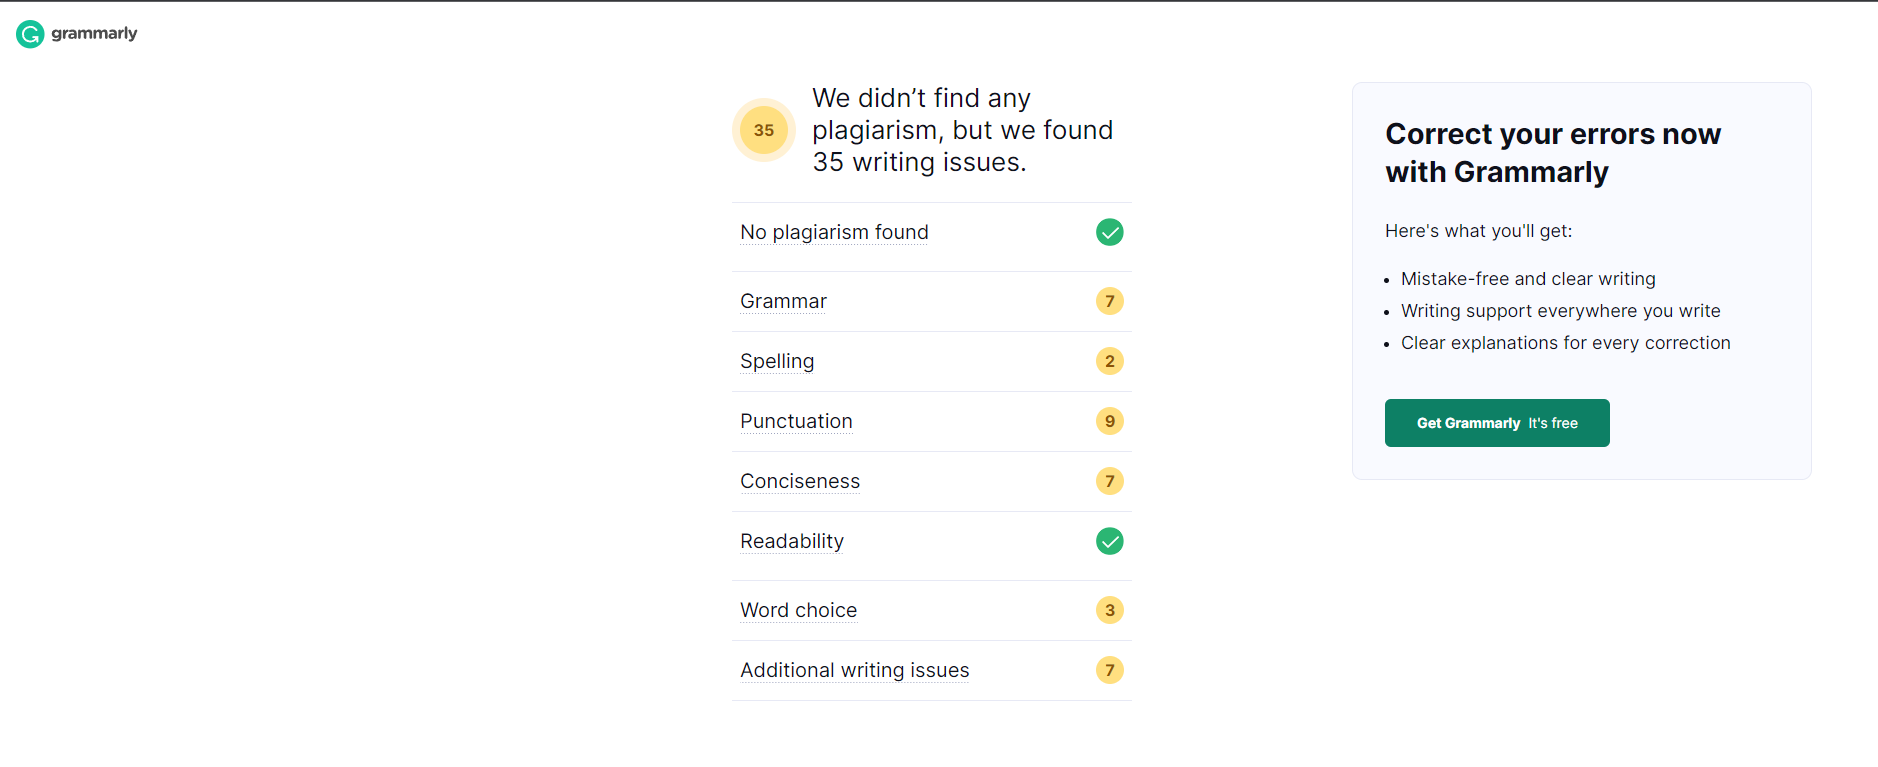 grammarly
35
We didn’t find any
plagiarism, but we found
35 writing issues.
No plagiarism found
Grammar 7
Spelling 2
Punctuation 9
Conciseness 7
Readability
Word choice 3
Additional writing issues 7
Correct your errors now
with Grammarly
Here's what you'll get:
• Mistake-free and clear writing
• Writing support everywhere you write
• Clear explanations for every correction
Get Grammarly It's free